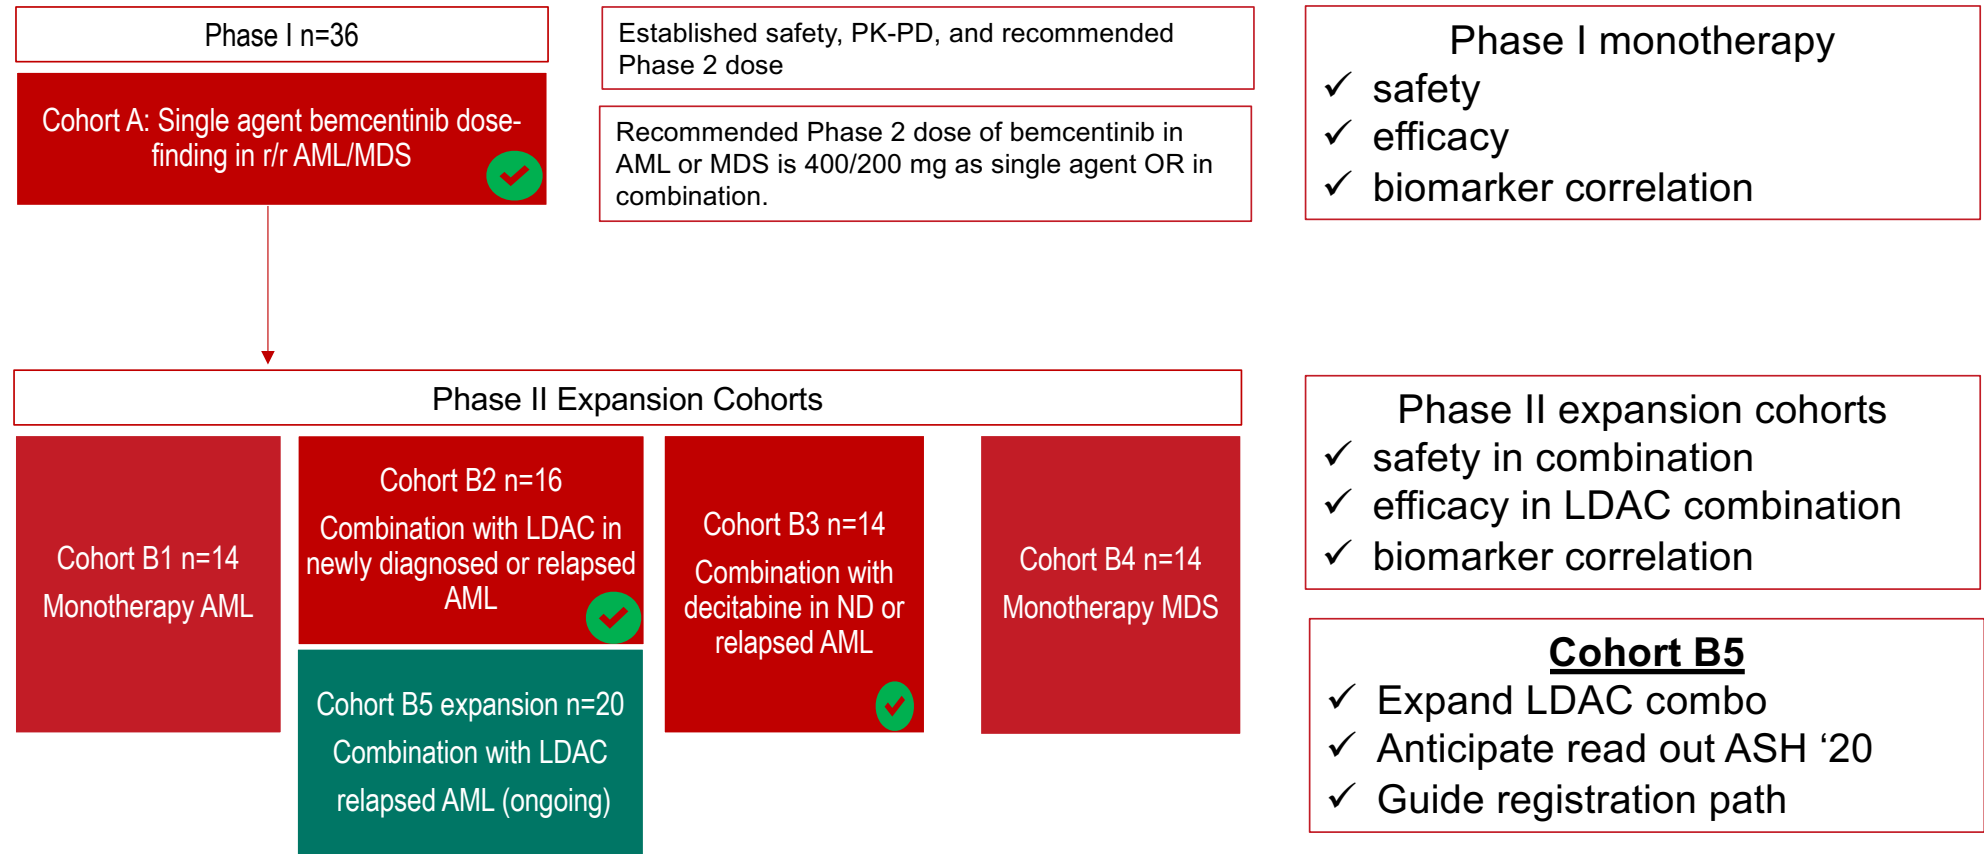 Phase I n=36
Cohort A: Single agent bemcentinib dose-
finding in r/r AML/MDS
Established safety, PK-PD, and recommended
Phase 2 dose
Recommended Phase 2 dose of bemcentinib in
AML or MDS is 400/200 mg as single agent OR in
combination.
Phase I monotherapy
✓ safety
✓ efficacy
✓ biomarker correlation
Phase II Expansion Cohorts
Cohort B1 n=14
Monotherapy AML
Cohort B2 n=16
Combination with LDAC in
newly diagnosed or relapsed
AML
Cohort B5 expansion n=20
Combination with LDAC
relapsed AML (ongoing)
Cohort B3 n=14
Combination with
decitabine in ND or
relapsed AML
Cohort B4 n=14
Monotherapy MDS
Phase II expansion cohorts
✓ safety in combination
✓ efficacy in LDAC combination
✓ biomarker correlation
Cohort B5
✓ Expand LDAC combo
✓ Anticipate read out ASH ‘20
✓ Guide registration path